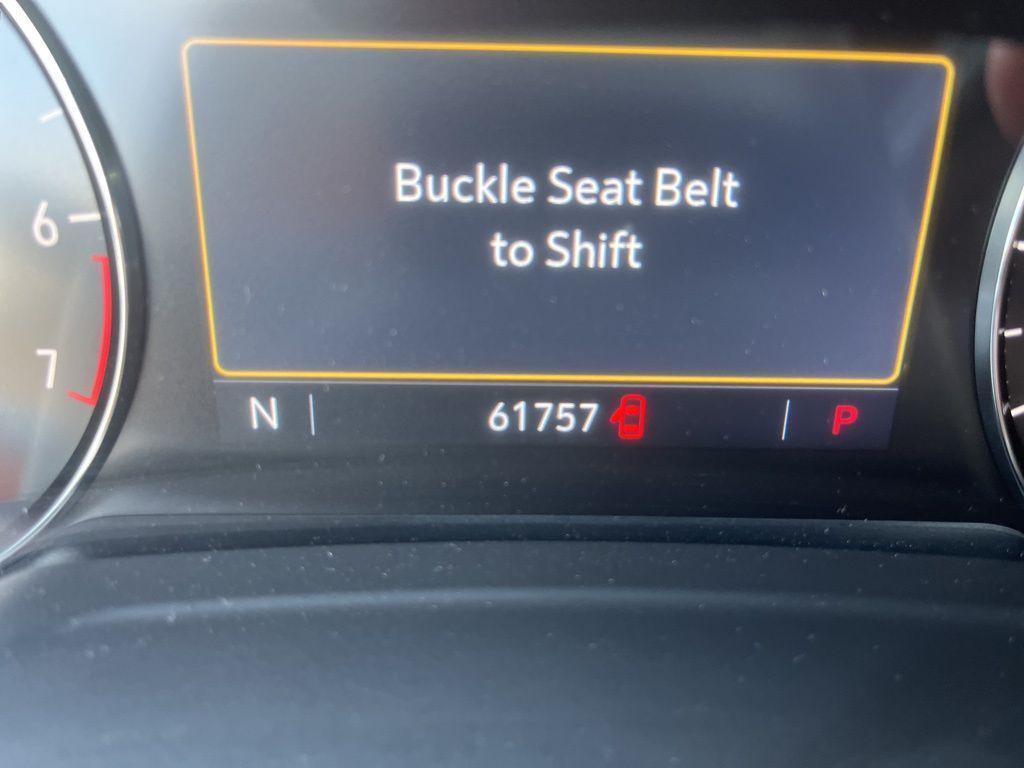 Buckle Seat Belt
to Shift
6
7
N 61757 P